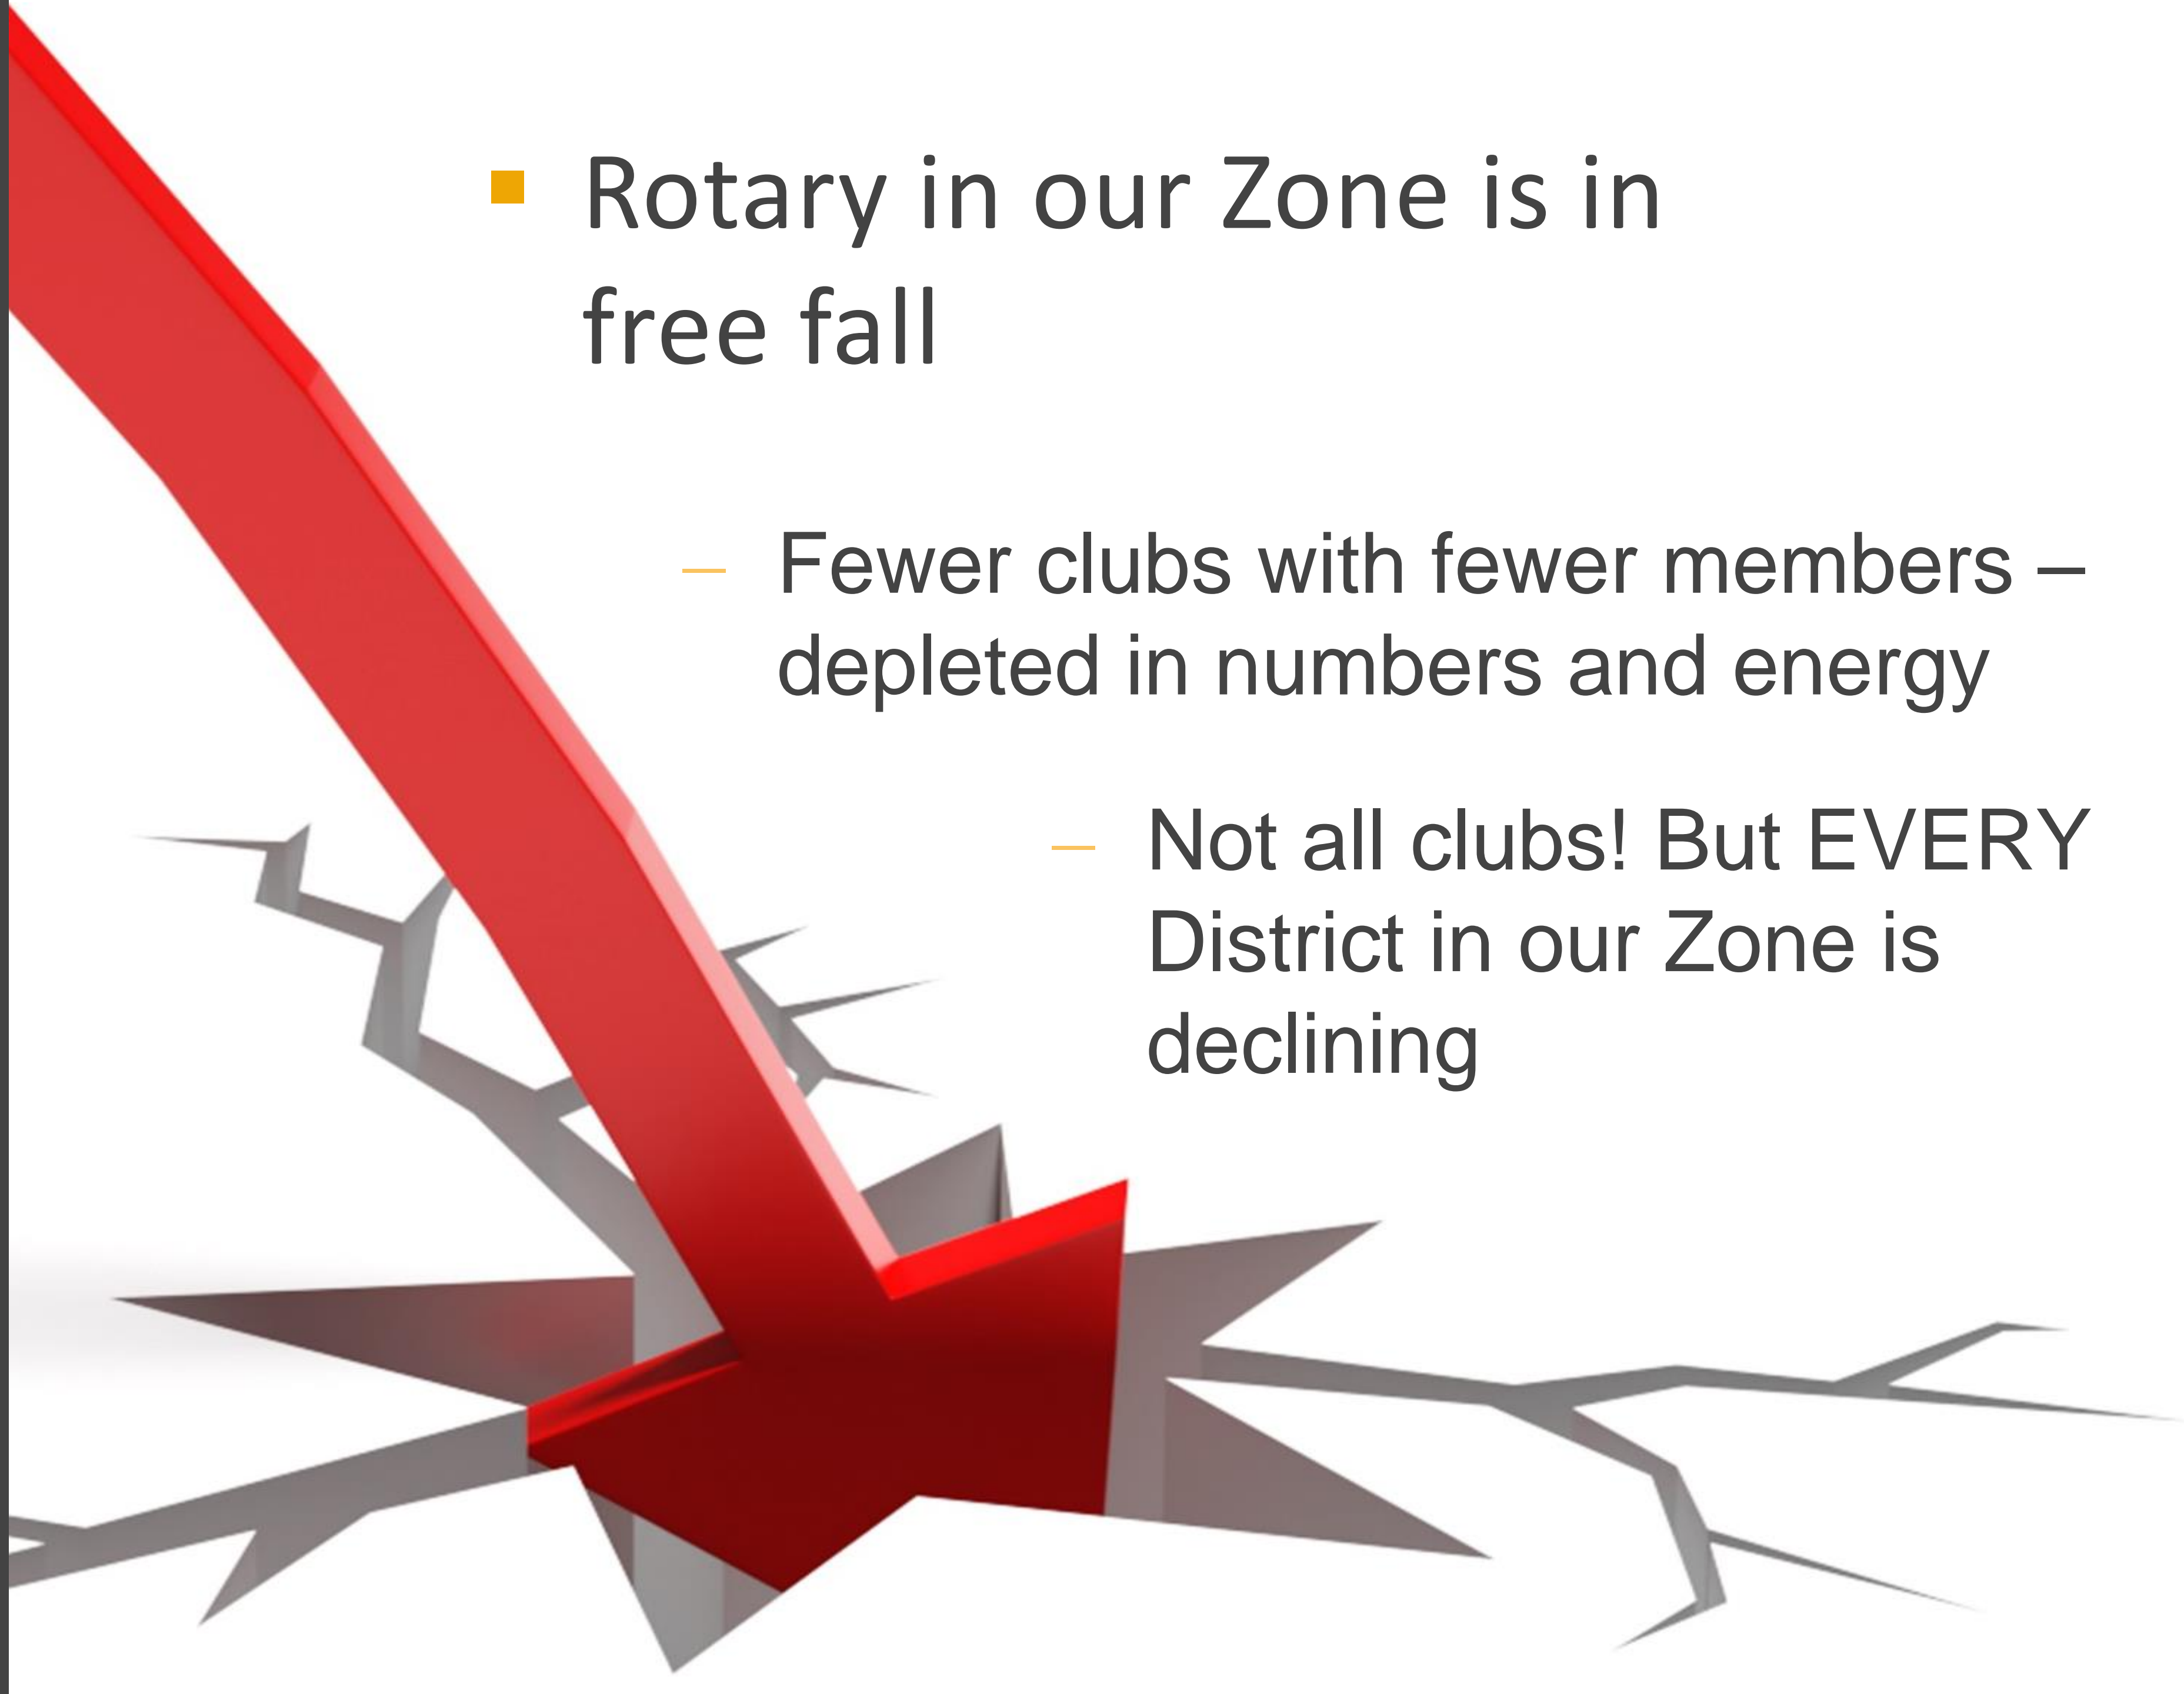 Rotary in our Zone is in
free fall
– Fewer clubs with fewer members –
depleted in numbers and energy
– Not all clubs! But EVERY
District in our Zone is
declining